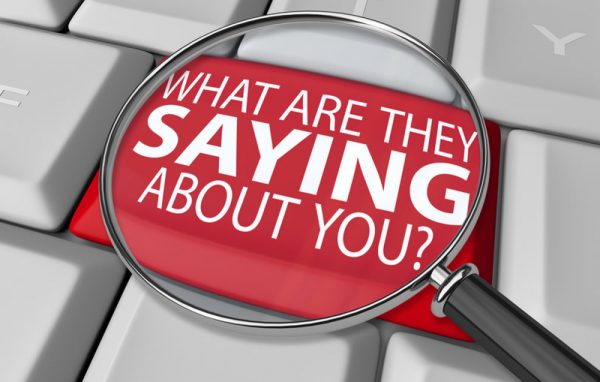 WHAT ARE THEY
SAYING
ABOUT YOU?
Y
F